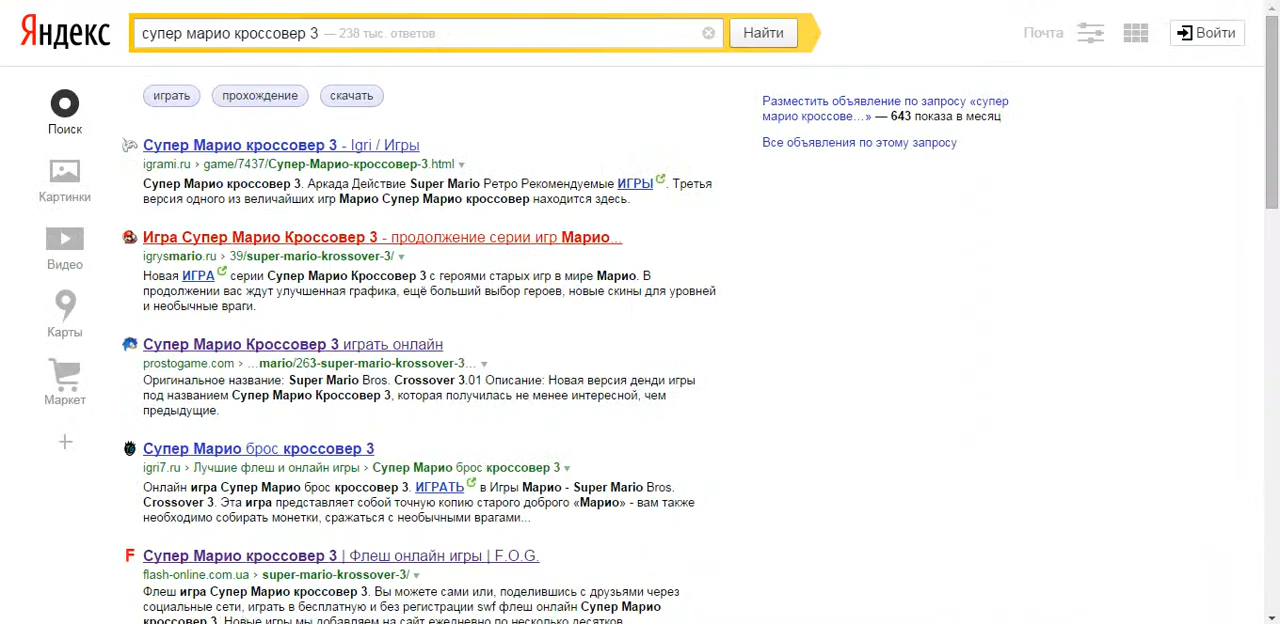 Яндекс
супер марио кроссовер 3 — 238 тыс. ответов
Найти
Почта
Войти
играть прохождение скачать
Поиск
Картинки
Видео
Карты
Маркет
Супер Марио кроссовер 3 - Igri / Игры
igrami.ru › game/7437/Супер-Марио-кроссовер-3.html
Супер Марио кроссовер 3. Аркада Действие Super Mario Ретро Рекомендуемые ИГРЫ. Третья
версия одного из величайших игр Марио Супер Марио кроссовер находится здесь.
Игра Супер Марио Кроссовер 3 - продолжение серии игр Марио...
igrysmario.ru › 39/super-mario-krossover-3/
Новая ИГРА серии Супер Марио Кроссовер 3 с героями старых игр в мире Марио. В
продолжении вас ждут улучшенная графика, ещё больший выбор героев, новые скины для уровней
и необычные враги.
Супер Марио Кроссовер 3 играть онлайн
prostogame.com › ...mario/263-super-mario-krossover-3...
Оригинальное название: Super Mario Bros. Crossover 3.01 Описание: Новая версия денди игры
под названием Супер Марио Кроссовер 3, которая получилась не менее интересной, чем
предыдущие.
Супер Марио брос кроссовер 3
igri7.ru › Лучшие флеш и онлайн игры › Супер Марио брос кроссовер 3
Онлайн игра Супер Марио брос кроссовер 3. ИГРАТЬ в Игры Марио - Super Mario Bros.
Crossover 3. Эта игра представляет собой точную копию старого доброго «Марио» - вам также
необходимо собирать монетки, сражаться с необычными врагами...
F Супер Марио кроссовер 3 | Флеш онлайн игры | F.O.G.
flash-online.com.ua › super-mario-krossover-3/
Флеш игра Супер Марио кроссовер 3. Вы можете сами или, поделившись с друзьями через
социальные сети, играть в бесплатную и без регистрации swf флеш онлайн Супер Марио
кроссовер 3. Новые игры мы добавляем на сайт ежедневно по несколько десятков.
Разместить объявление по запросу «супер
марио кроссове...» — 643 показа в месяц
Все объявления по этому запросу